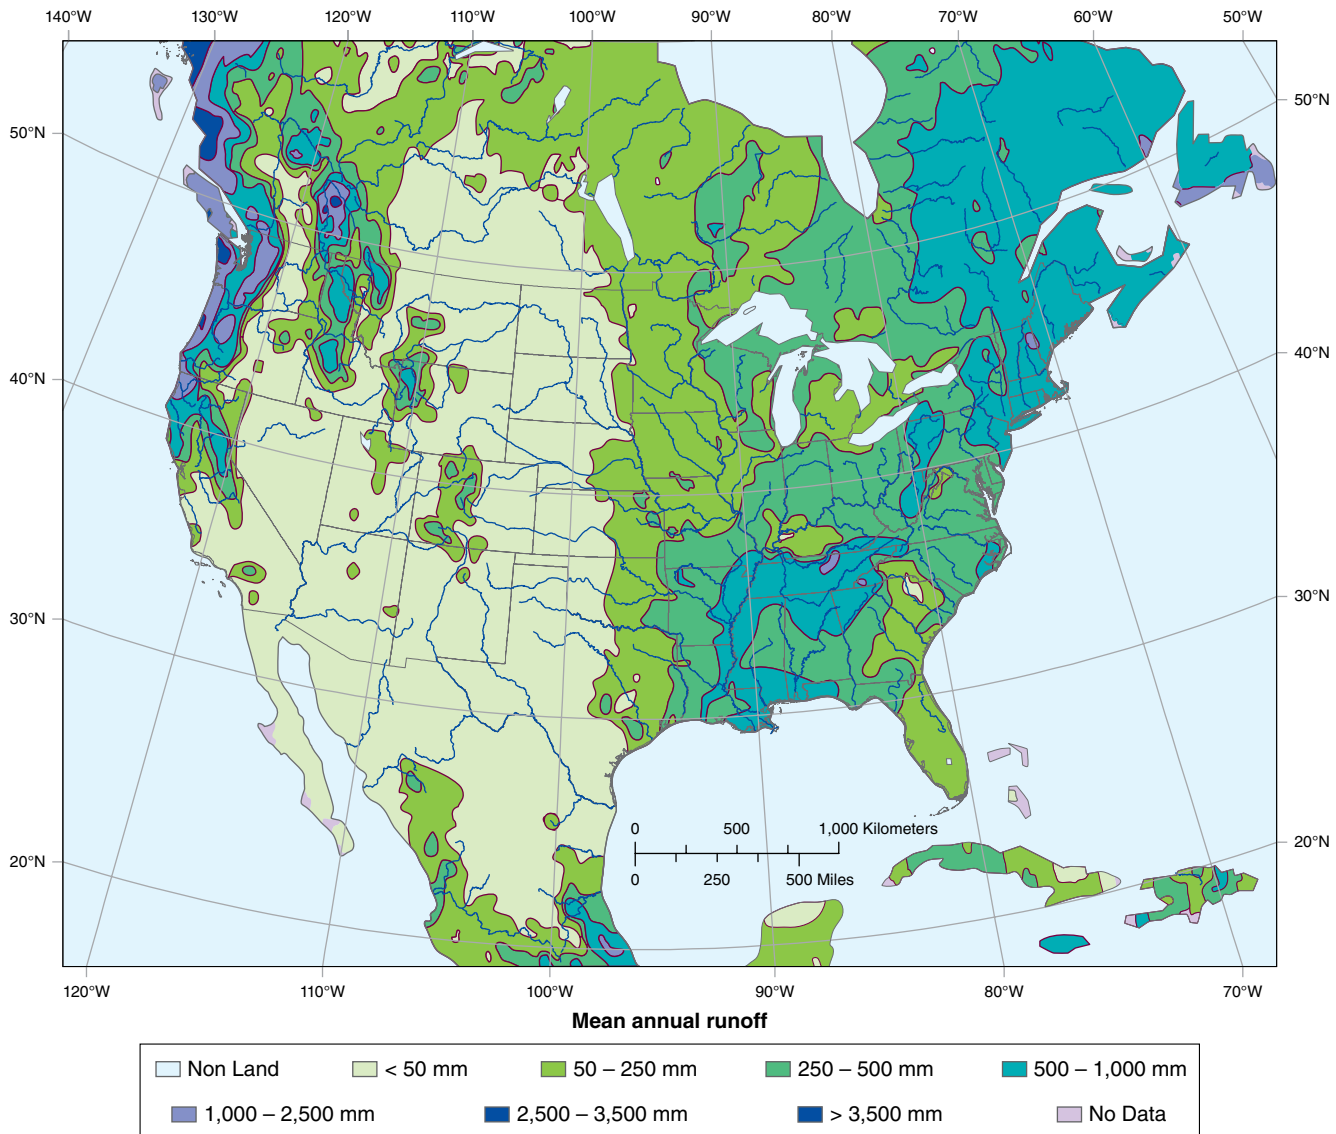 140°W 130°W 120°W 110°W 100°W 90°W 80°W 70°W 60°W 50°W
50°N 50°N
40°N 40°N
30°N 30°N
0 500 1,000 Kilometers
20°N 20°N
0 250 500 Miles
120°W 110°W 100°W 90°W 80°W 70°W
Mean annual runoff
Non Land < 50 mm 50 – 250 mm 250 – 500 mm 500 – 1,000 mm
1,000 – 2,500 mm 2,500 – 3,500 mm > 3,500 mm No Data